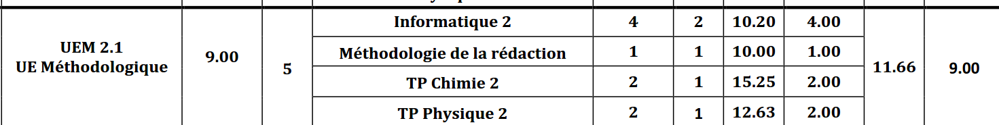 Informatique 2 4 2 10.20 4.00
UEM 2.1
UE Méthodologique
9.00
5
Méthodologie de la rédaction 1 1 10.00 1.00
TP Chimie 2 2 1 15.25 2.00
TP Physique 2 2 1 12.63 2.00
11.66
9.00